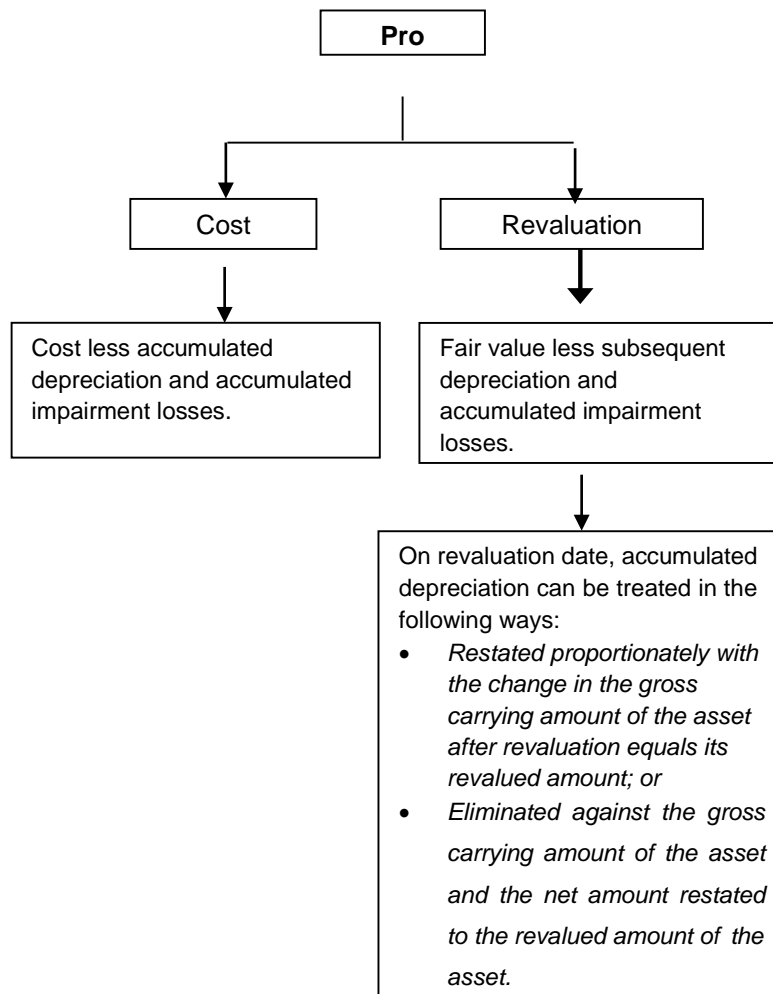 Pro
Cost
Revaluation
Cost less accumulated
depreciation and accumulated
impairment losses.
Fair value less subsequent
depreciation and
accumulated impairment
losses.
On revaluation date, accumulated
depreciation can be treated in the
following ways:
• Restated proportionately with
the change in the gross
carrying amount of the asset
after revaluation equals its
revalued amount; or
• Eliminated against the gross
carrying amount of the asset
and the net amount restated
to the revalued amount of the
asset.